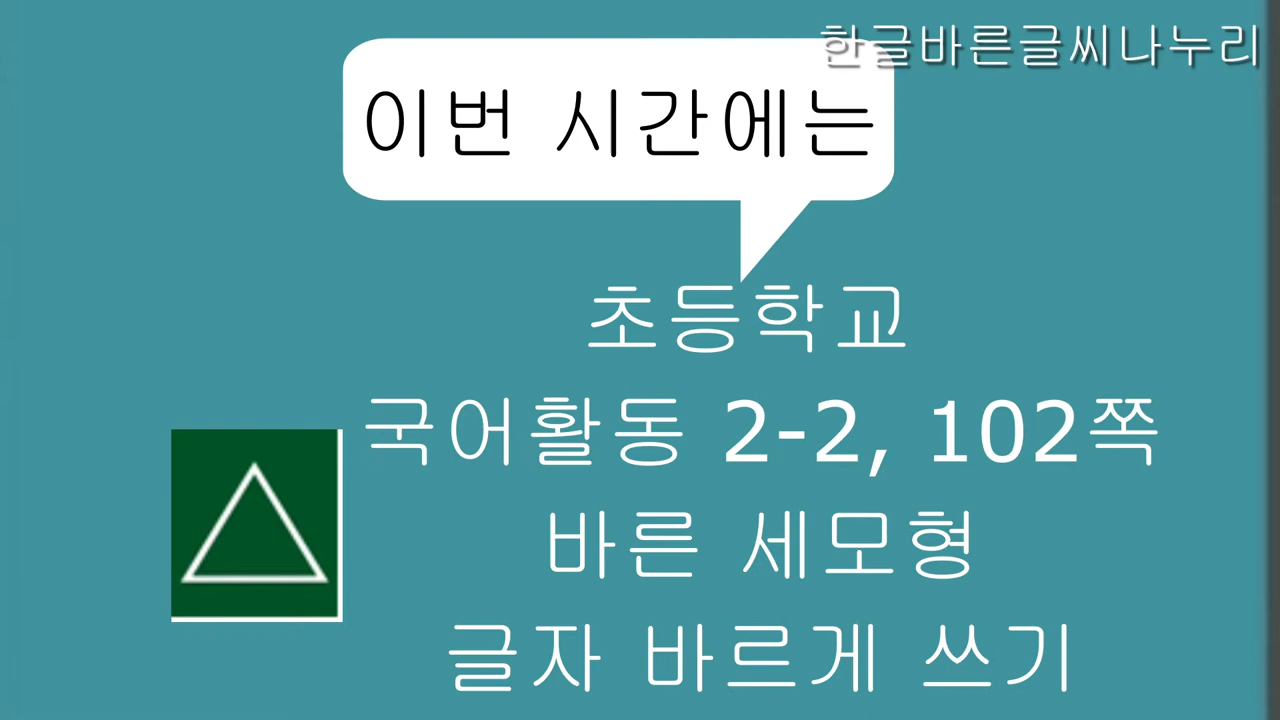 한글바른글씨나누리
이번 시간에는
초등학교
국어활동 2-2, 102쪽
바른 세모형
글자 바르게 쓰기